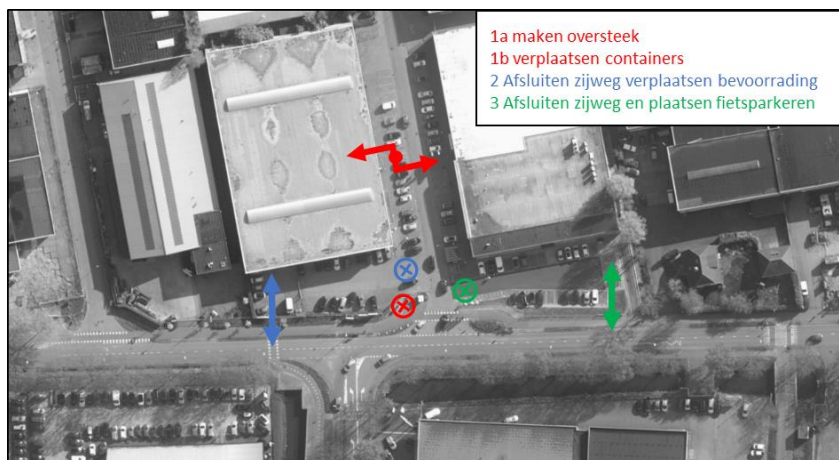 1a maken oversteek
1b verplaatsen containers
2 Afsluiten zijweg verplaatsen bevoorrading
3 Afsluiten zijweg en plaatsen fietsparkeren